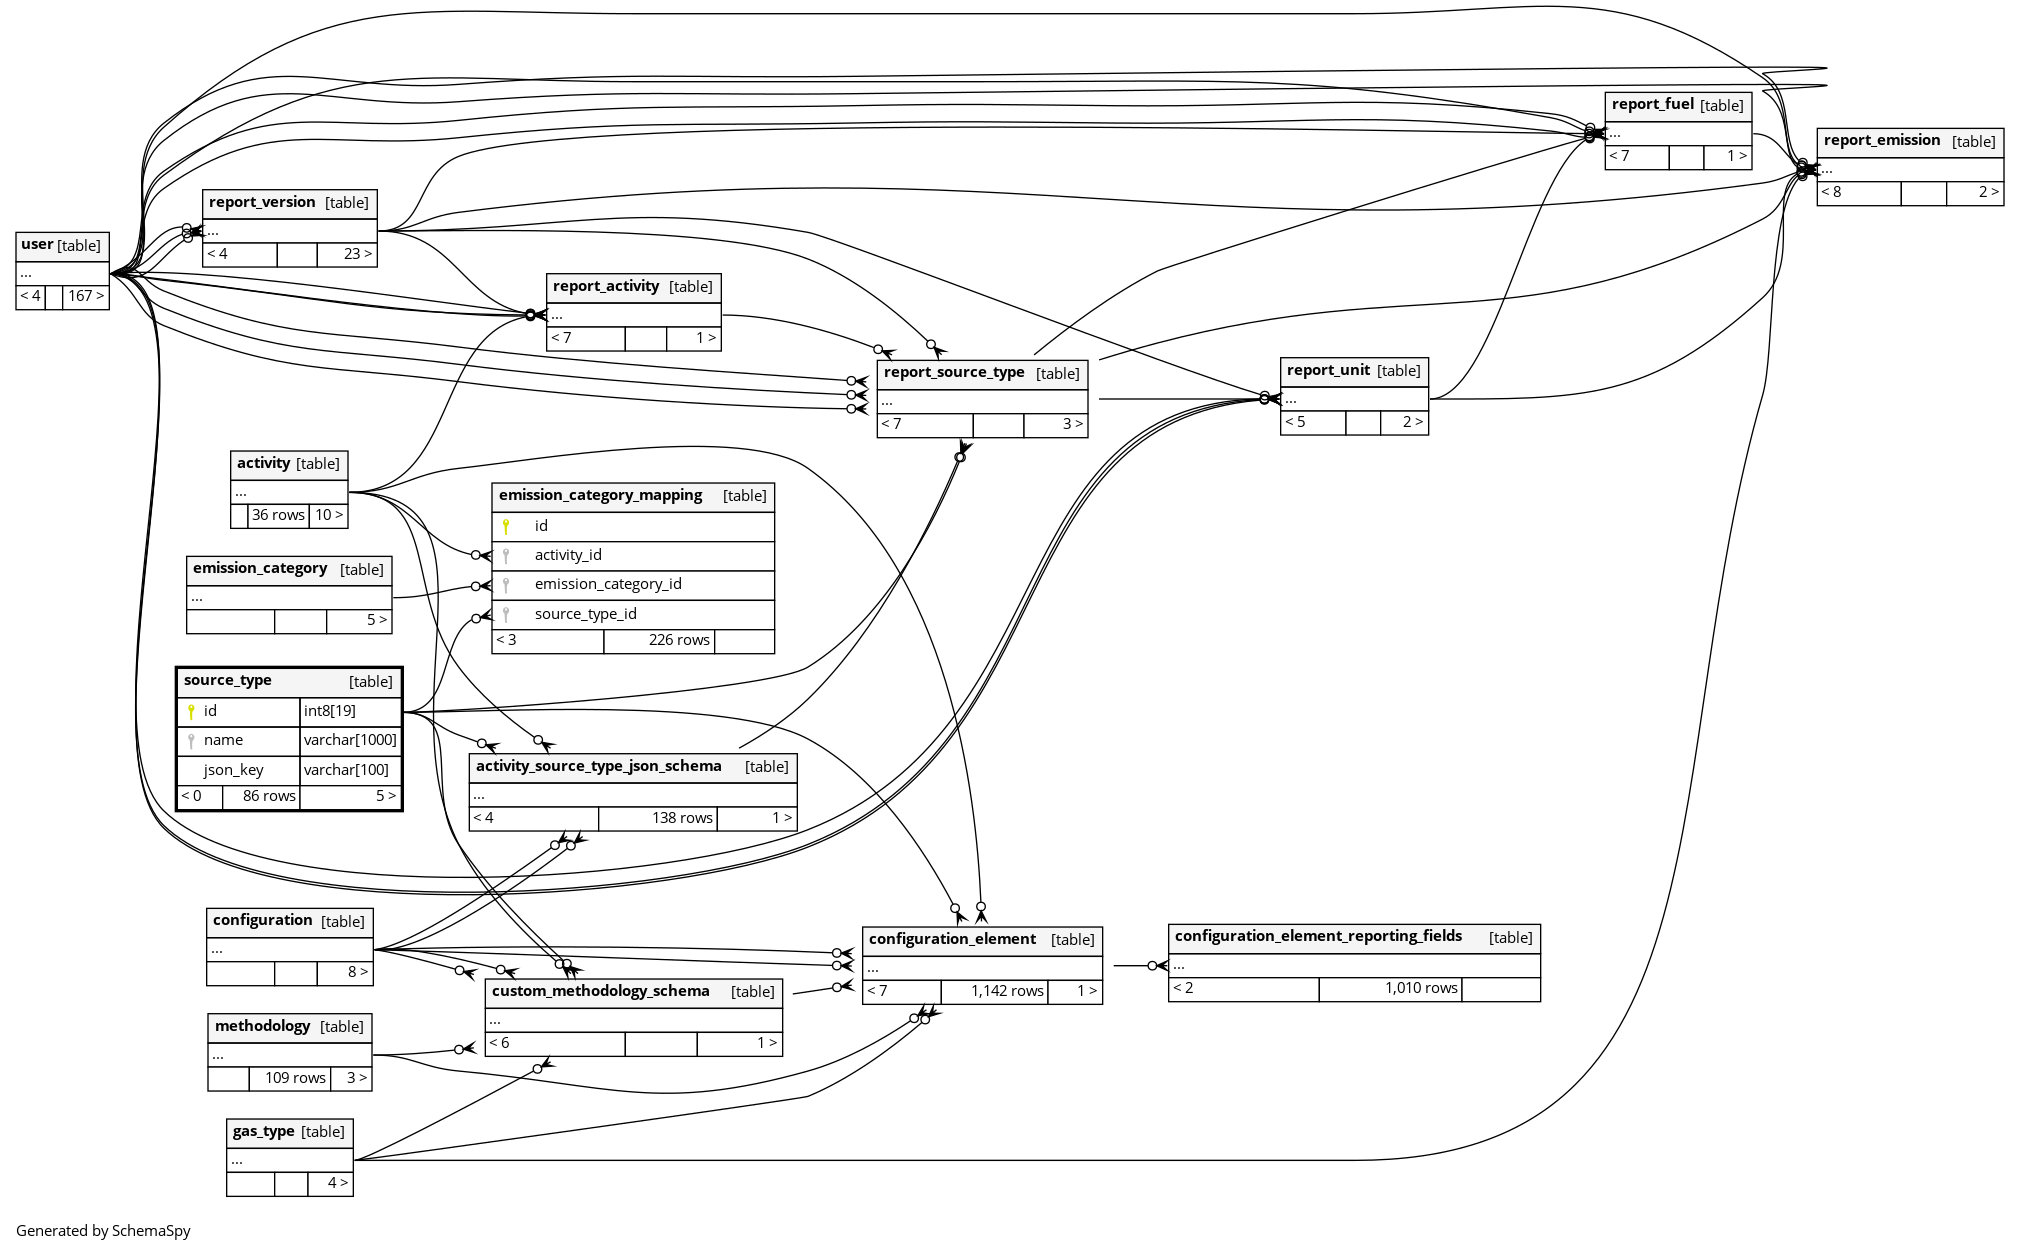 report_fuel [table]
...
< 7 1 >
report_emission [table]
...
< 8 2 >
report_version [table]
...
< 4 23 >
user [table]
...
< 4 167 >
report_activity [table]
...
< 7 1 >
report_source_type [table]
...
< 7 3 >
report_unit [table]
...
< 5 2 >
activity [table]
...
36 rows 10 >
emission_category_mapping [table]
id
activity_id
emission_category_id
source_type_id
< 3 226 rows
emission_category [table]
...
5 >
source_type [table]
id int8[19]
name varchar[1000]
json_key varchar[100]
< 0 86 rows 5 >
activity_source_type_json_schema [table]
...
< 4 138 rows 1 >
configuration [table]
...
8 >
configuration_element [table]
...
< 7 1,142 rows 1 >
configuration_element_reporting_fields [table]
...
< 2 1,010 rows
custom_methodology_schema [table]
...
< 6 1 >
methodology [table]
...
109 rows 3 >
gas_type [table]
...
4 >
Generated by SchemaSpy